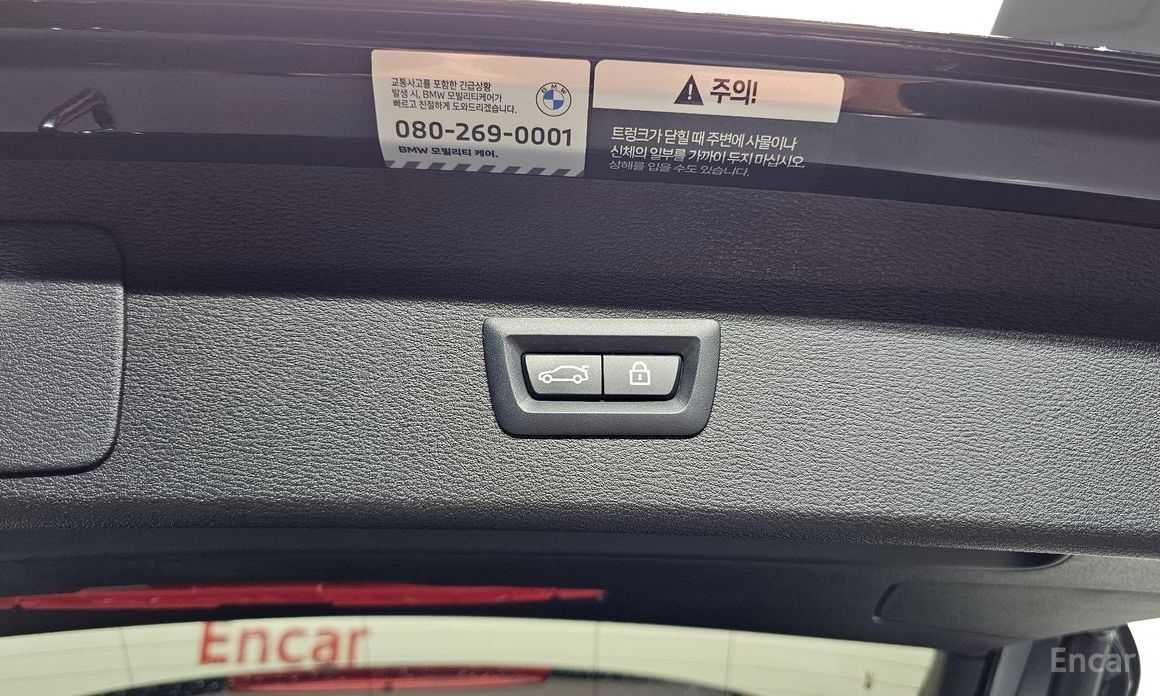 교통사고를 포함한 긴급상황
발생 시, BMW 모빌리티케어가
빠르고 친절하게 도와드리겠습니다.
BMW
080-269-0001
BMW 모빌리티 케어.
주의!
트렁크가 닫힐 때 주변에 사물이나
신체의 일부를 가까이 두지 마십시오.
상해를 입을 수도 있습니다.
Encar
Encar